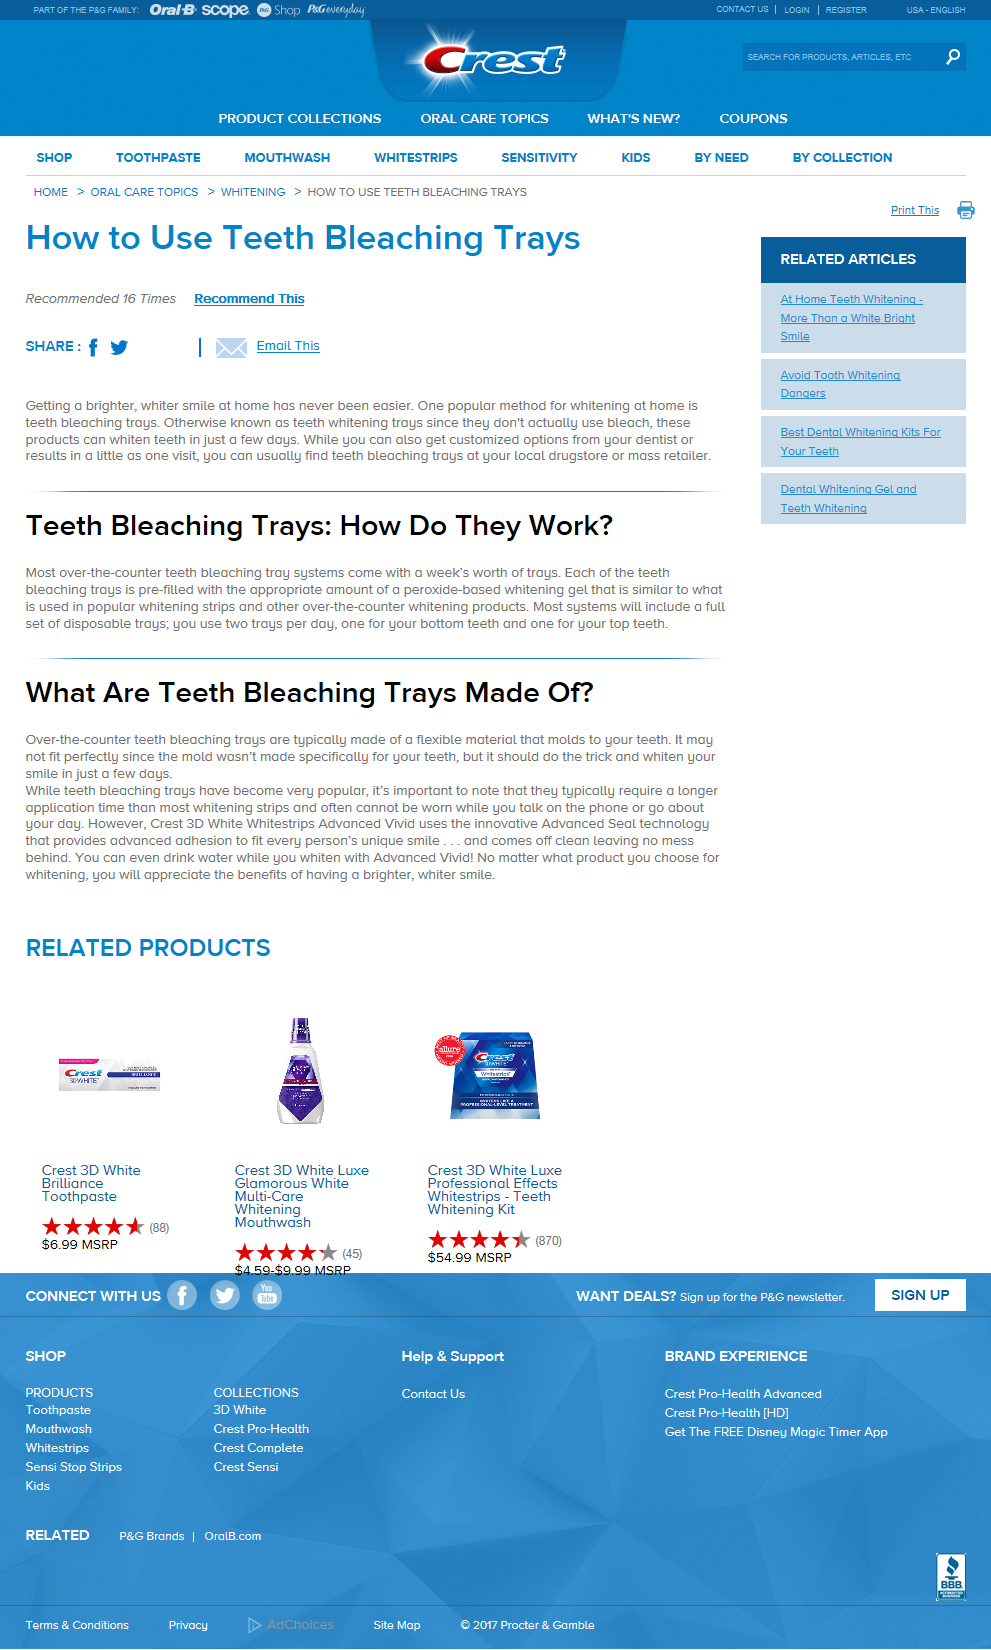 PART OF THE P&G FAMILY: Oral-B scope P&G Shop P&G everyday CONTACT US | LOGIN | REGISTER USA - ENGLISH
Crest
SEARCH FOR PRODUCTS, ARTICLES, ETC
PRODUCT COLLECTIONS ORAL CARE TOPICS WHAT'S NEW? COUPONS
SHOP TOOTHPASTE MOUTHWASH WHITESTRIPS SENSITIVITY KIDS BY NEED BY COLLECTION
HOME > ORAL CARE TOPICS > WHITENING > HOW TO USE TEETH BLEACHING TRAYS
Print This
How to Use Teeth Bleaching Trays
Recommended 16 Times Recommend This
SHARE : | Email This
Getting a brighter, whiter smile at home has never been easier. One popular method for whitening at home is
teeth bleaching trays. Otherwise known as teeth whitening trays since they don't actually use bleach, these
products can whiten teeth in just a few days. While you can also get customized options from your dentist or
results in a little as one visit, you can usually find teeth bleaching trays at your local drugstore or mass retailer.
Teeth Bleaching Trays: How Do They Work?
Most over-the-counter teeth bleaching tray systems come with a week's worth of trays. Each of the teeth
bleaching trays is pre-filled with the appropriate amount of a peroxide-based whitening gel that is similar to what
is used in popular whitening strips and other over-the-counter whitening products. Most systems will include a full
set of disposable trays; you use two trays per day, one for your bottom teeth and one for your top teeth.
What Are Teeth Bleaching Trays Made Of?
Over-the-counter teeth bleaching trays are typically made of a flexible material that molds to your teeth. It may
not fit perfectly since the mold wasn't made specifically for your teeth, but it should do the trick and whiten your
smile in just a few days.
While teeth bleaching trays have become very popular, it's important to note that they typically require a longer
application time than most whitening strips and often cannot be worn while you talk on the phone or go about
your day. However, Crest 3D White Whitestrips Advanced Vivid uses the innovative Advanced Seal technology
that provides advanced adhesion to fit every person's unique smile . . . and comes off clean leaving no mess
behind. You can even drink water while you whiten with Advanced Vivid! No matter what product you choose for
whitening, you will appreciate the benefits of having a brighter, whiter smile.
RELATED ARTICLES
At Home Teeth Whitening -
More Than a White Bright
Smile
Avoid Tooth Whitening
Dangers
Best Dental Whitening Kits For
Your Teeth
Dental Whitening Gel and
Teeth Whitening
RELATED PRODUCTS
Crest
3D WHITE
BRILLIANCE
allure
Crest
3D WHITE
Whitestrips
WHITENS LIKE A
PROFESSIONAL-LEVEL TREATMENT
Crest 3D White
Brilliance
Toothpaste
(88)
$6.99 MSRP
Crest 3D White Luxe
Glamorous White
Multi-Care
Whitening
Mouthwash
(45)
$4.59-$9.99 MSRP
Crest 3D White Luxe
Professional Effects
Whitestrips - Teeth
Whitening Kit
(870)
$54.99 MSRP
CONNECT WITH US You Tube WANT DEALS? Sign up for the P&G newsletter. SIGN UP
SHOP
PRODUCTS
Toothpaste
Mouthwash
Whitestrips
Sensi Stop Strips
Kids
COLLECTIONS
3D White
Crest Pro-Health
Crest Complete
Crest Sensi
Help & Support
Contact Us
BRAND EXPERIENCE
Crest Pro-Health Advanced
Crest Pro-Health [HD]
Get The FREE Disney Magic Timer App
RELATED P&G Brands | OralB.com
BBB
ACCREDITED
BUSINESS
Terms & Conditions Privacy AdChoices Site Map © 2017 Procter & Gamble